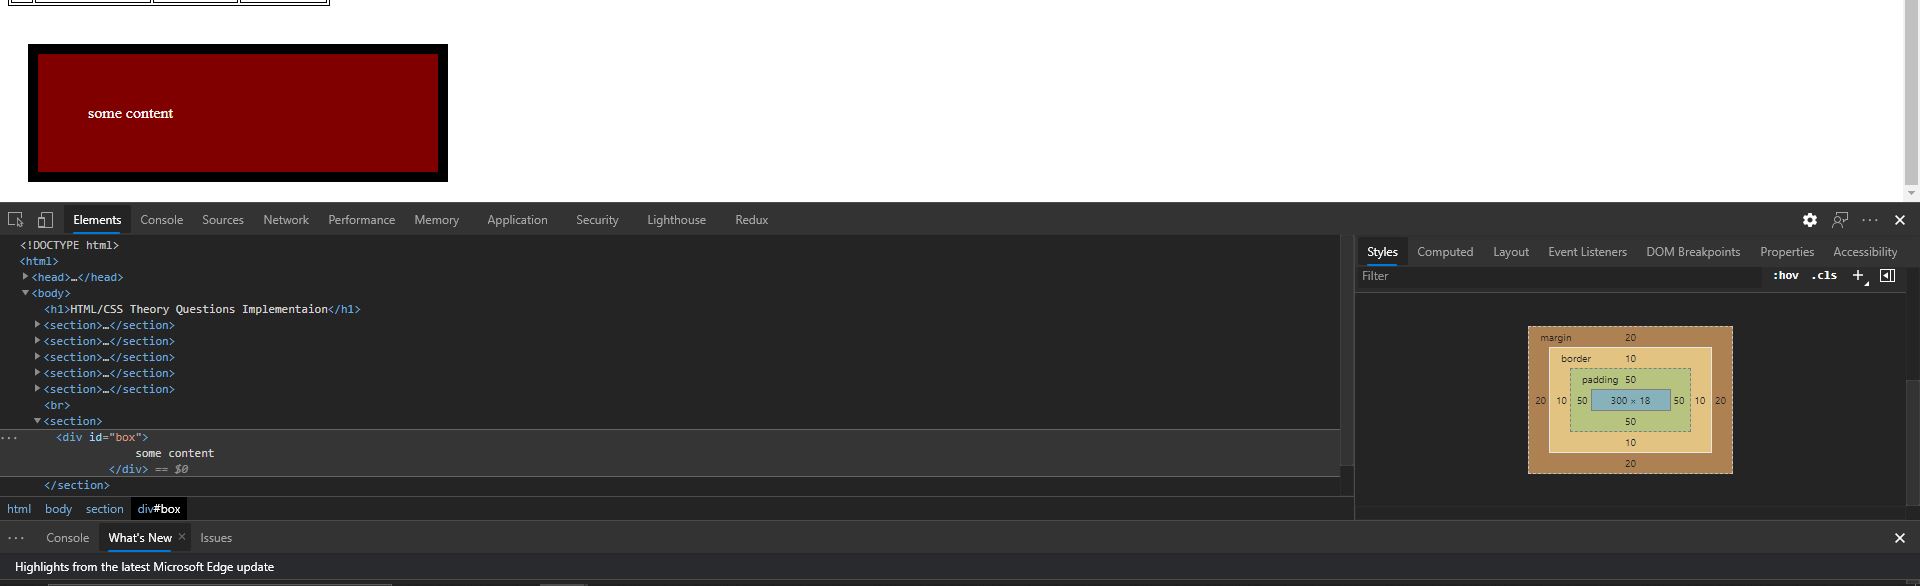 some content
Elements Console Sources Network Performance Memory Application Security Lighthouse Redux
<!DOCTYPE html>
<html>
<head>…</head>
<body>
<h1>HTML/CSS Theory Questions Implementaion</h1>
<section>…</section>
<section>…</section>
<section>…</section>
<section>…</section>
<section>…</section>
<br>
<section>
<div id="box">
some content
</div> == $0
</section>
html body section div#box
Styles Computed Layout Event Listeners DOM Breakpoints Properties Accessibility
Filter :hov .cls
margin 20
border 10
padding 50
20 10 50 300 × 18 50 10 20
50
10
20
Console What's New Issues
Highlights from the latest Microsoft Edge update